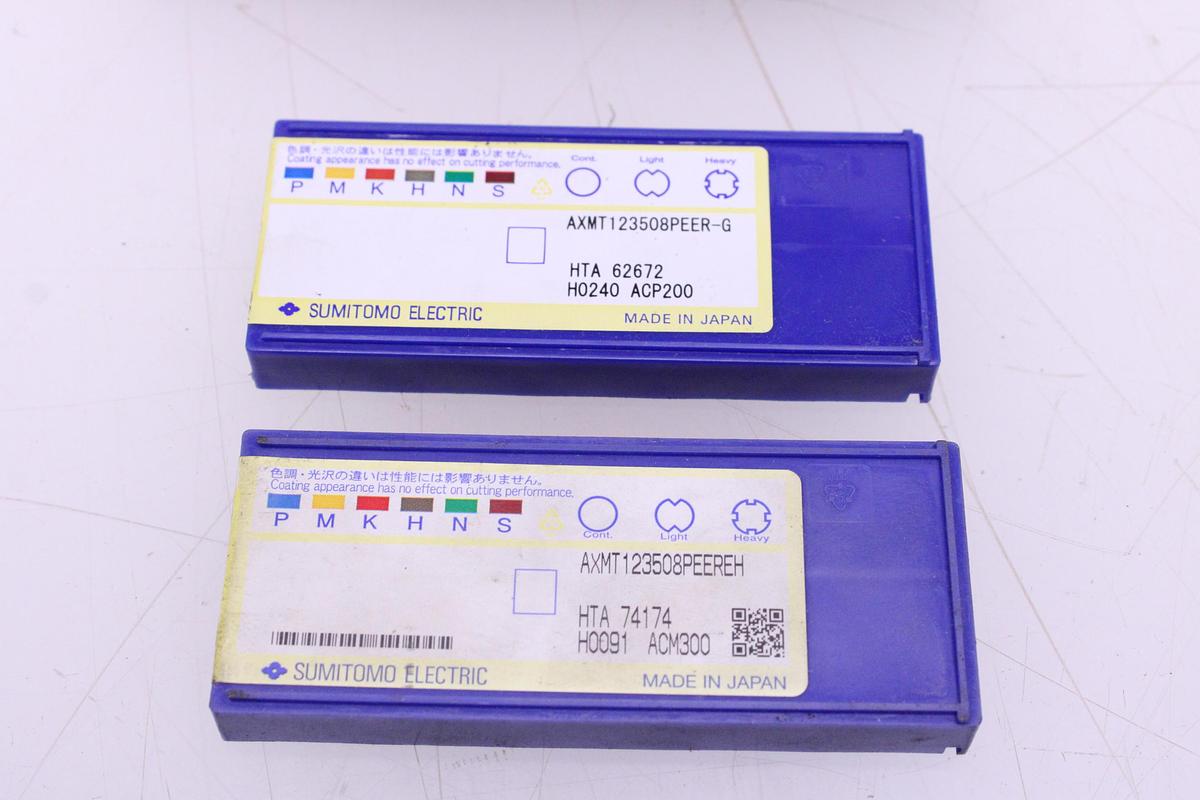 色調・光沢の違いは性能には影響ありません。
Coating appearance has no effect on cutting performance.
Cont. Light Heavy
P M K H N S
AXMT123508PEER-G
HTA 62672
H0240 ACP200
SUMITOMO ELECTRIC MADE IN JAPAN
色調・光沢の違いは性能には影響ありません。
Coating appearance has no effect on cutting performance.
P M K H N S
Cont. Light Heavy
AXMT123508PEEREH
HTA 74174
H0091 ACM300
SUMITOMO ELECTRIC MADE IN JAPAN